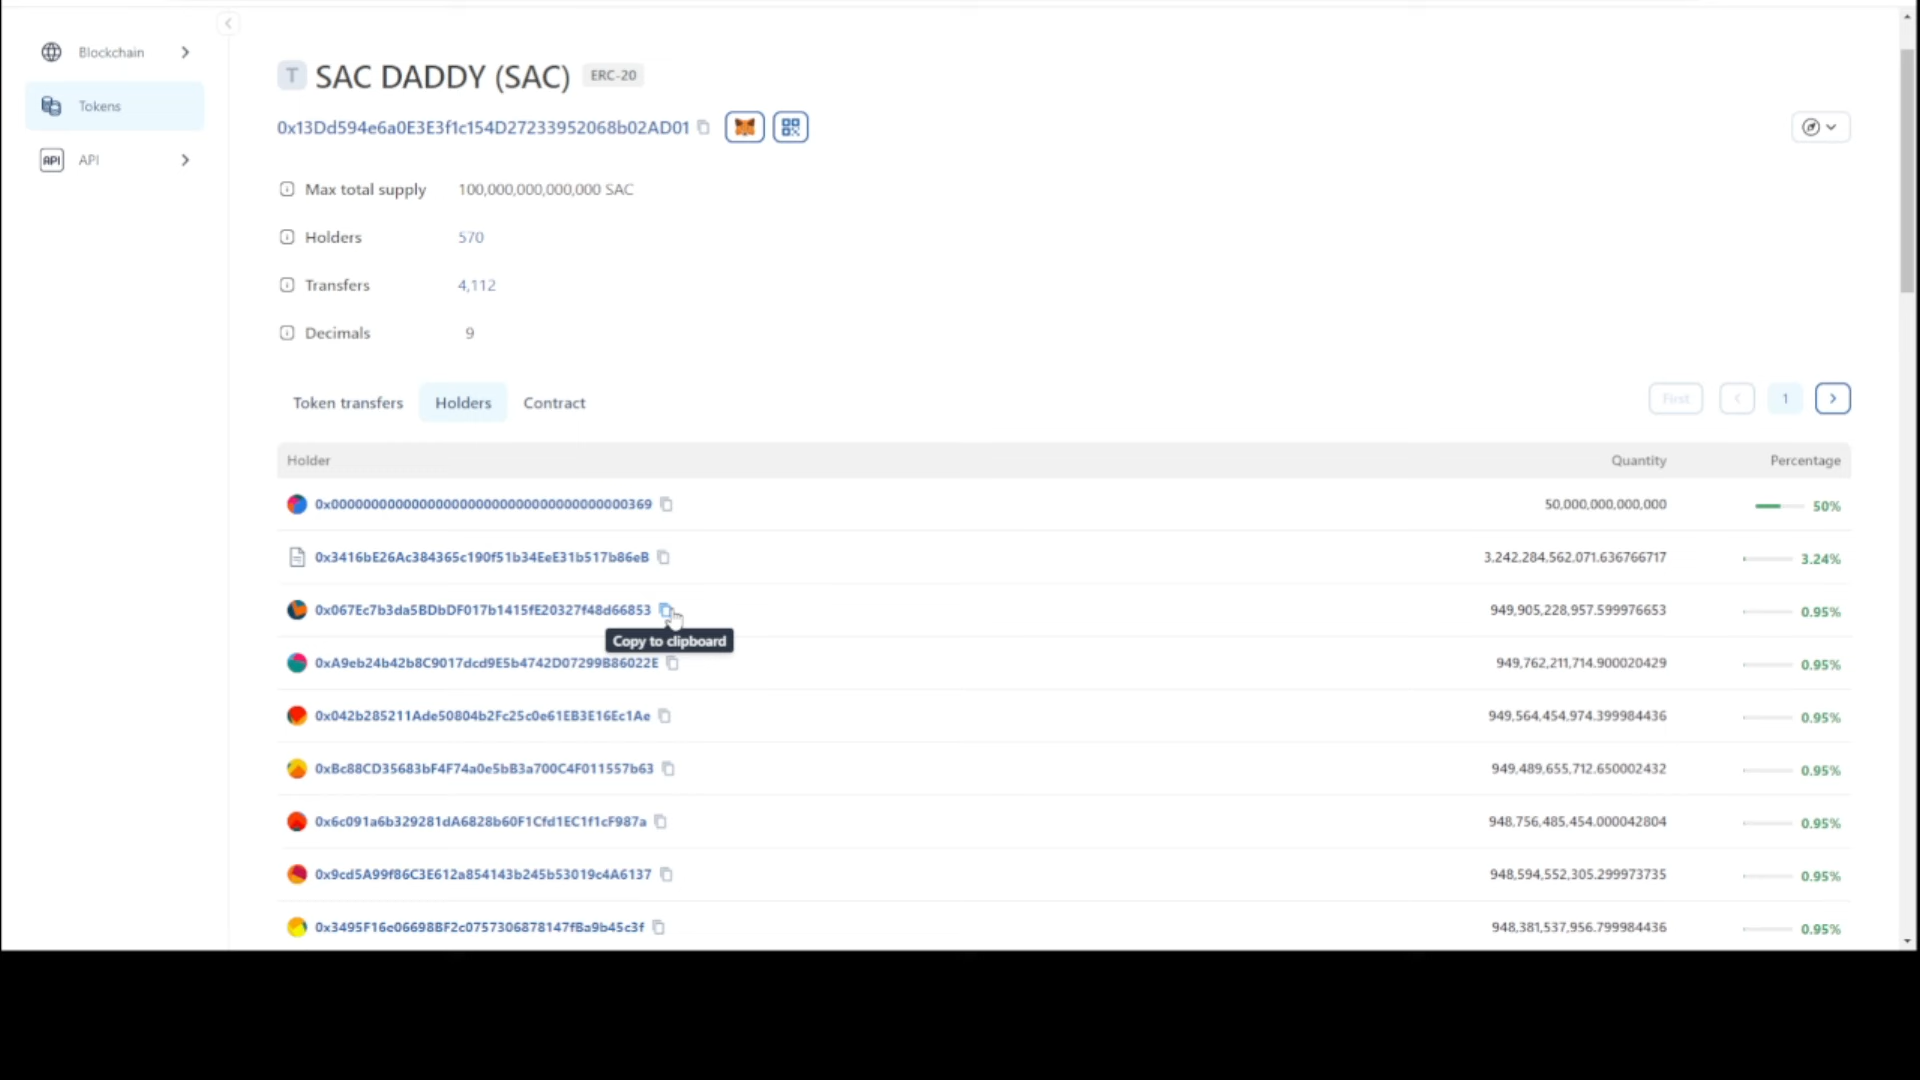 Blockchain
Tokens
API API
T SAC DADDY (SAC) ERC-20
0x13Dd594e6a0E3E3f1c154D27233952068b02AD01
Max total supply 100,000,000,000,000 SAC
Holders 570
Transfers 4,112
Decimals 9
Token transfers Holders Contract First 1
Holder Quantity Percentage
0x0000000000000000000000000000000000000369 50,000,000,000,000 50%
0x3416bE26Ac384365c190f51b34EeE31b517b86eB 3,242,284,562,071.636766717 3.24%
0x067Ec7b3da5BDbDF017b1415fE20327f48d66853 949,905,228,957.599976653 0.95%
Copy to clipboard
0xA9eb24b42b8C9017dcd9E5b4742D07299B86022E 949,762,211,714.900020429 0.95%
0x042b285211Ade50804b2Fc25c0e61EB3E16Ec1Ae 949,564,454,974.399984436 0.95%
0xBc88CD35683bF4F74a0e5bB3a700C4F011557b63 949,489,655,712.650002432 0.95%
0x6c091a6b329281dA6828b60F1Cfd1EC1f1cF987a 948,756,485,454.000042804 0.95%
0x9cd5A99f86C3E612a854143b245b53019c4A6137 948,594,552,305.299973735 0.95%
0x3495F16e06698BF2c0757306878147fBa9b45c3f 948,381,537,956.799984436 0.95%